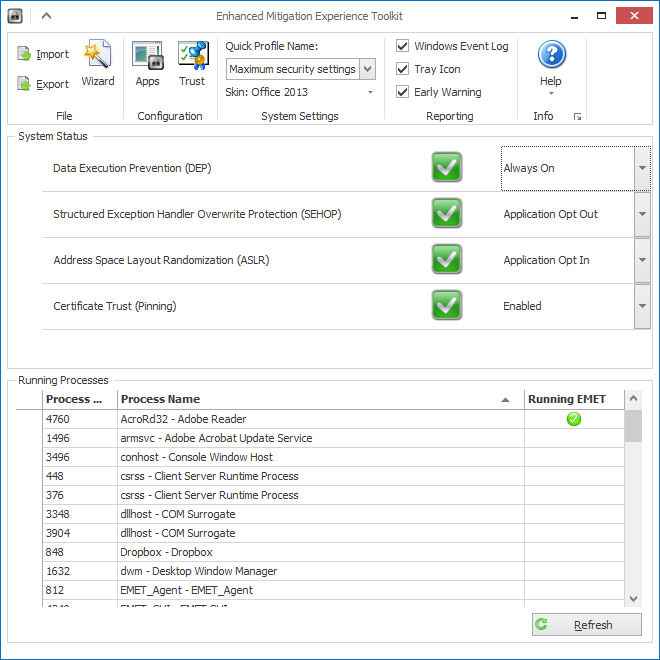 Enhanced Mitigation Experience Toolkit
Import
Export
Wizard
File
Apps
Trust
Configuration
Quick Profile Name:
Maximum security settings
Skin: Office 2013
System Settings
Windows Event Log
Tray Icon
Early Warning
Reporting
Help
Info
System Status
Data Execution Prevention (DEP) Always On
Structured Exception Handler Overwrite Protection (SEHOP) Application Opt Out
Address Space Layout Randomization (ASLR) Application Opt In
Certificate Trust (Pinning) Enabled
Running Processes
Process ... Process Name Running EMET
4760 AcroRd32 - Adobe Reader
1496 armsvc - Adobe Acrobat Update Service
3496 conhost - Console Window Host
448 csrss - Client Server Runtime Process
376 csrss - Client Server Runtime Process
3348 dllhost - COM Surrogate
3904 dllhost - COM Surrogate
848 Dropbox - Dropbox
1632 dwm - Desktop Window Manager
812 EMET_Agent - EMET_Agent
Refresh